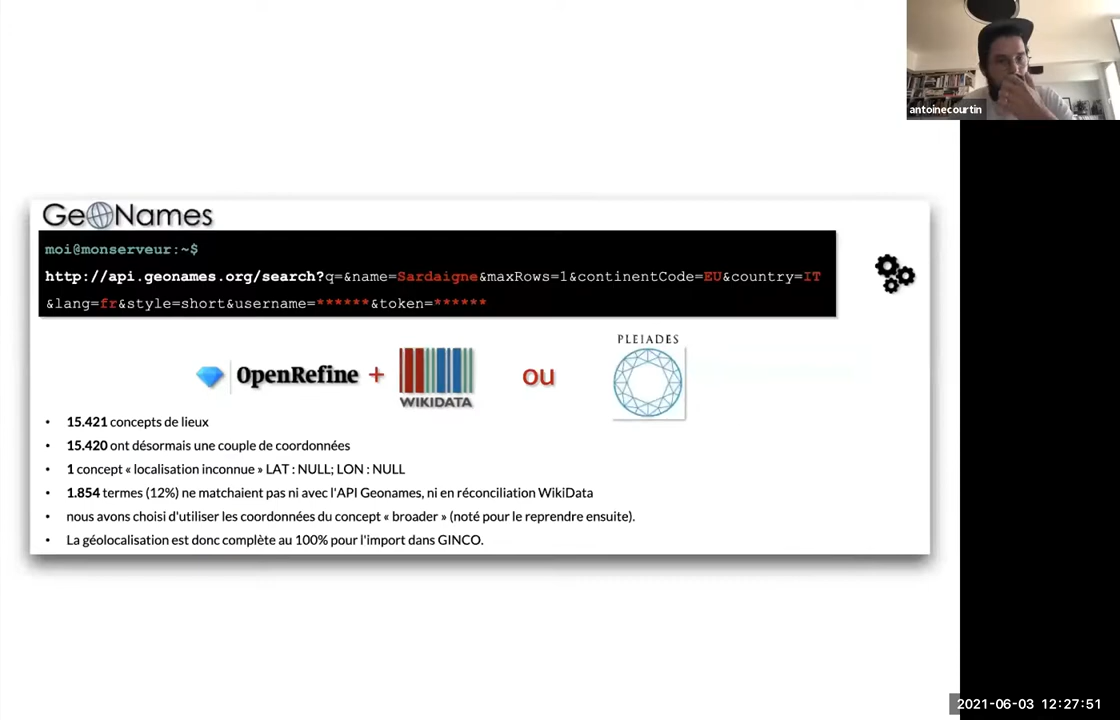 antoinecourtin
GeoNames
moi@monserveur:~$
http://api.geonames.org/search?q=&name=Sardaigne&maxRows=1&continentCode=EU&country=IT
&lang=fr&style=short&username=******&token=******
OpenRefine + WIKIDATA ou PLEIADES
• 15.421 concepts de lieux
• 15.420 ont désormais une couple de coordonnées
• 1 concept « localisation inconnue » LAT : NULL; LON : NULL
• 1.854 termes (12%) ne matchaient pas ni avec l'API Geonames, ni en réconciliation WikiData
• nous avons choisi d'utiliser les coordonnées du concept « broader » (noté pour le reprendre ensuite).
• La géolocalisation est donc complète au 100% pour l'import dans GINCO.
2021-06-03 12:27:51